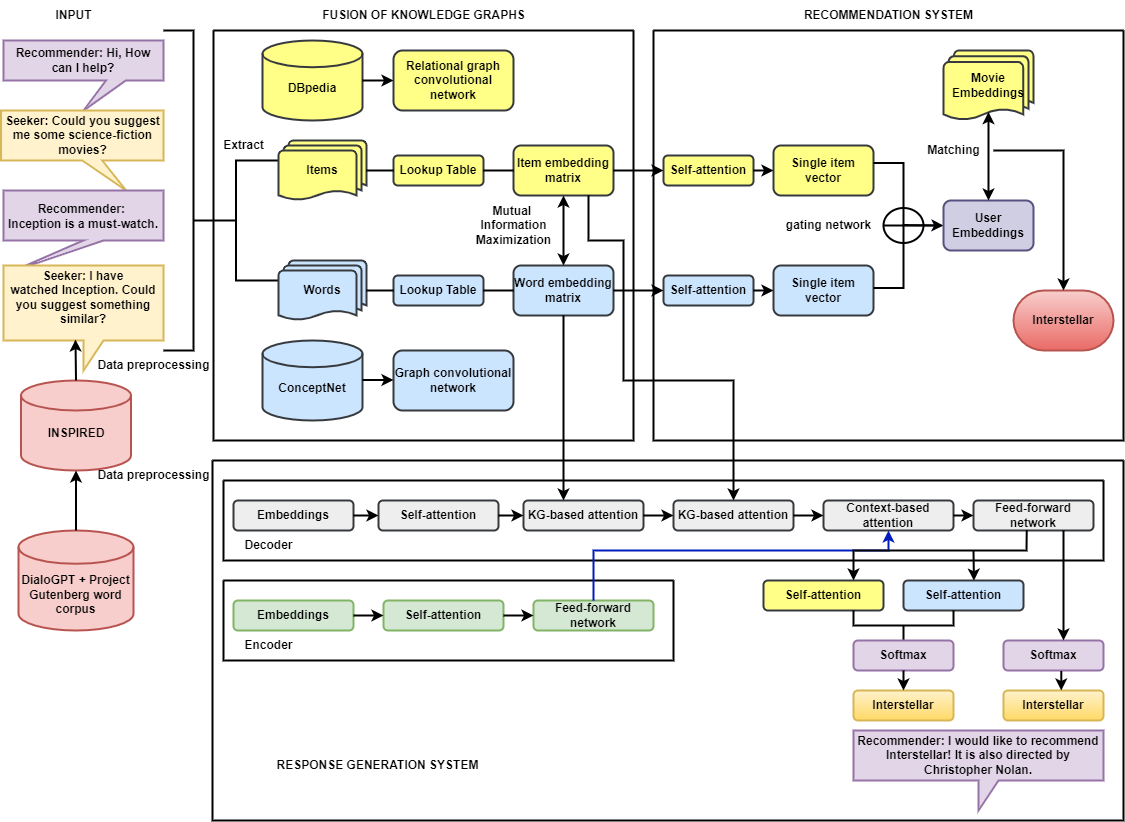 INPUT
FUSION OF KNOWLEDGE GRAPHS
RECOMMENDATION SYSTEM
Recommender: Hi, How
can I help?
Seeker: Could you suggest
me some science-fiction
movies?
Recommender:
Inception is a must-watch.
Seeker: I have
watched Inception. Could
you suggest something
similar?
Data preprocessing
INSPIRED
Data preprocessing
DialoGPT + Project
Gutenberg word
corpus
DBpedia
Relational graph
convolutional
network
Extract
Items
Lookup Table
Item embedding
matrix
Mutual
Information
Maximization
Words
Lookup Table
Word embedding
matrix
ConceptNet
Graph convolutional
network
Self-attention
Single item
vector
Movie
Embeddings
Matching
gating network
User
Embeddings
Self-attention
Single item
vector
Interstellar
Embeddings
Self-attention
KG-based attention
KG-based attention
Context-based
attention
Feed-forward
network
Decoder
Embeddings
Self-attention
Feed-forward
network
Encoder
Self-attention
Self-attention
Softmax
Softmax
Interstellar
Interstellar
Recommender: I would like to recommend
Interstellar! It is also directed by
Christopher Nolan.
RESPONSE GENERATION SYSTEM